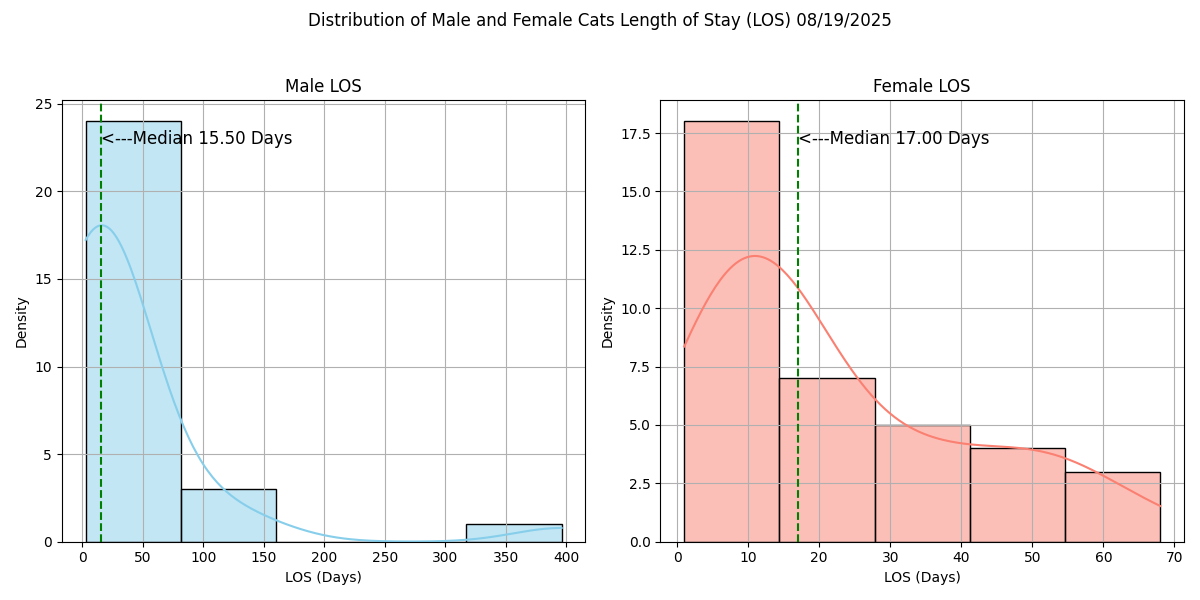 Distribution of Male and Female Cats Length of Stay (LOS) 08/19/2025
Male LOS
25
20
15
10
5
0
Density
<---Median 15.50 Days
0 50 100 150 200 250 300 350 400
LOS (Days)
Female LOS
17.5
15.0
12.5
10.0
7.5
5.0
2.5
0.0
Density
<---Median 17.00 Days
0 10 20 30 40 50 60 70
LOS (Days)